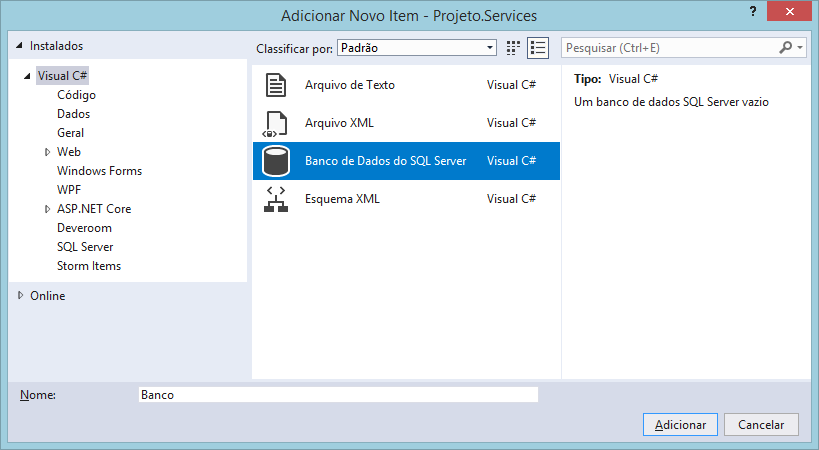 Adicionar Novo Item - Projeto.Services
? x
Instalados
Classificar por: Padrão
Pesquisar (Ctrl+E)
Visual C#
Código
Dados
Geral
Web
Windows Forms
WPF
ASP.NET Core
Deveroom
SQL Server
Storm Items
Online
Arquivo de Texto Visual C#
Arquivo XML Visual C#
Banco de Dados do SQL Server Visual C#
Esquema XML Visual C#
Tipo: Visual C#
Um banco de dados SQL Server vazio
Nome: Banco
Adicionar Cancelar